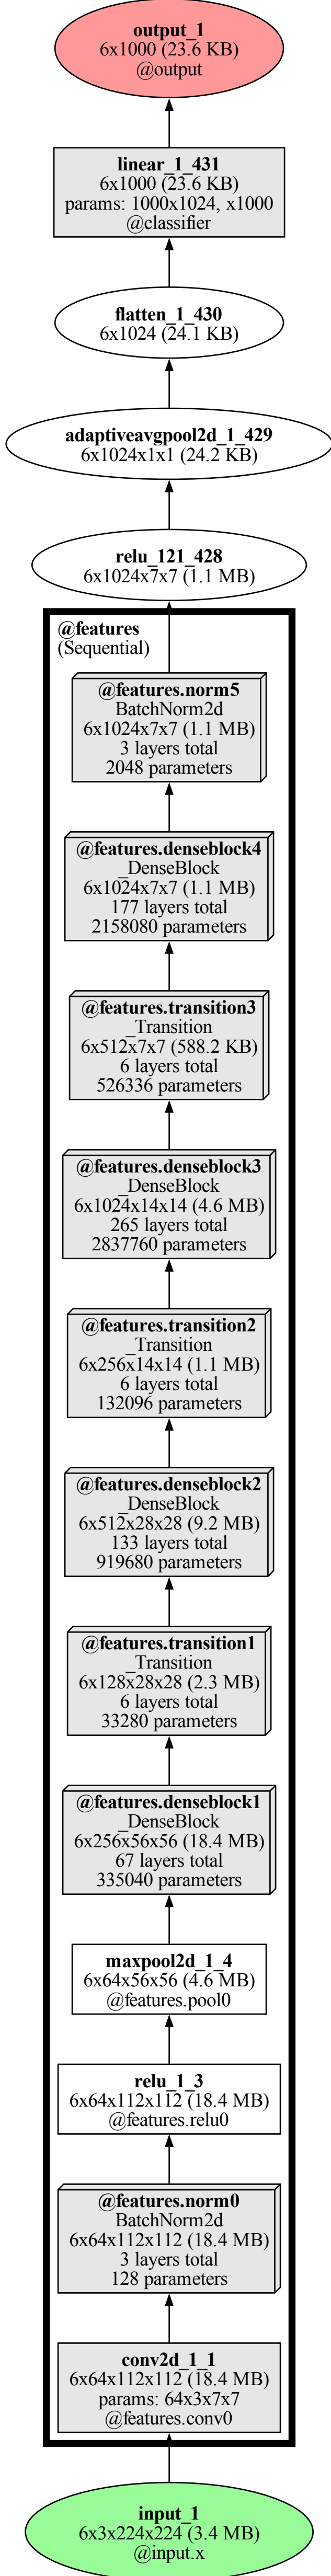 output_1
6x1000 (23.6 KB)
@output
linear_1_431
6x1000 (23.6 KB)
params: 1000x1024, x1000
@classifier
flatten_1_430
6x1024 (24.1 KB)
adaptiveavgpool2d_1_429
6x1024x1x1 (24.2 KB)
relu_121_428
6x1024x7x7 (1.1 MB)
@features
(Sequential)
@features.norm5
BatchNorm2d
6x1024x7x7 (1.1 MB)
3 layers total
2048 parameters
@features.denseblock4
_DenseBlock
6x1024x7x7 (1.1 MB)
177 layers total
2158080 parameters
@features.transition3
_Transition
6x512x7x7 (588.2 KB)
6 layers total
526336 parameters
@features.denseblock3
_DenseBlock
6x1024x14x14 (4.6 MB)
265 layers total
2837760 parameters
@features.transition2
_Transition
6x256x14x14 (1.1 MB)
6 layers total
132096 parameters
@features.denseblock2
_DenseBlock
6x512x28x28 (9.2 MB)
133 layers total
919680 parameters
@features.transition1
_Transition
6x128x28x28 (2.3 MB)
6 layers total
33280 parameters
@features.denseblock1
_DenseBlock
6x256x56x56 (18.4 MB)
67 layers total
335040 parameters
maxpool2d_1_4
6x64x56x56 (4.6 MB)
@features.pool0
relu_1_3
6x64x112x112 (18.4 MB)
@features.relu0
@features.norm0
BatchNorm2d
6x64x112x112 (18.4 MB)
3 layers total
128 parameters
conv2d_1_1
6x64x112x112 (18.4 MB)
params: 64x3x7x7
@features.conv0
input_1
6x3x224x224 (3.4 MB)
@input.x